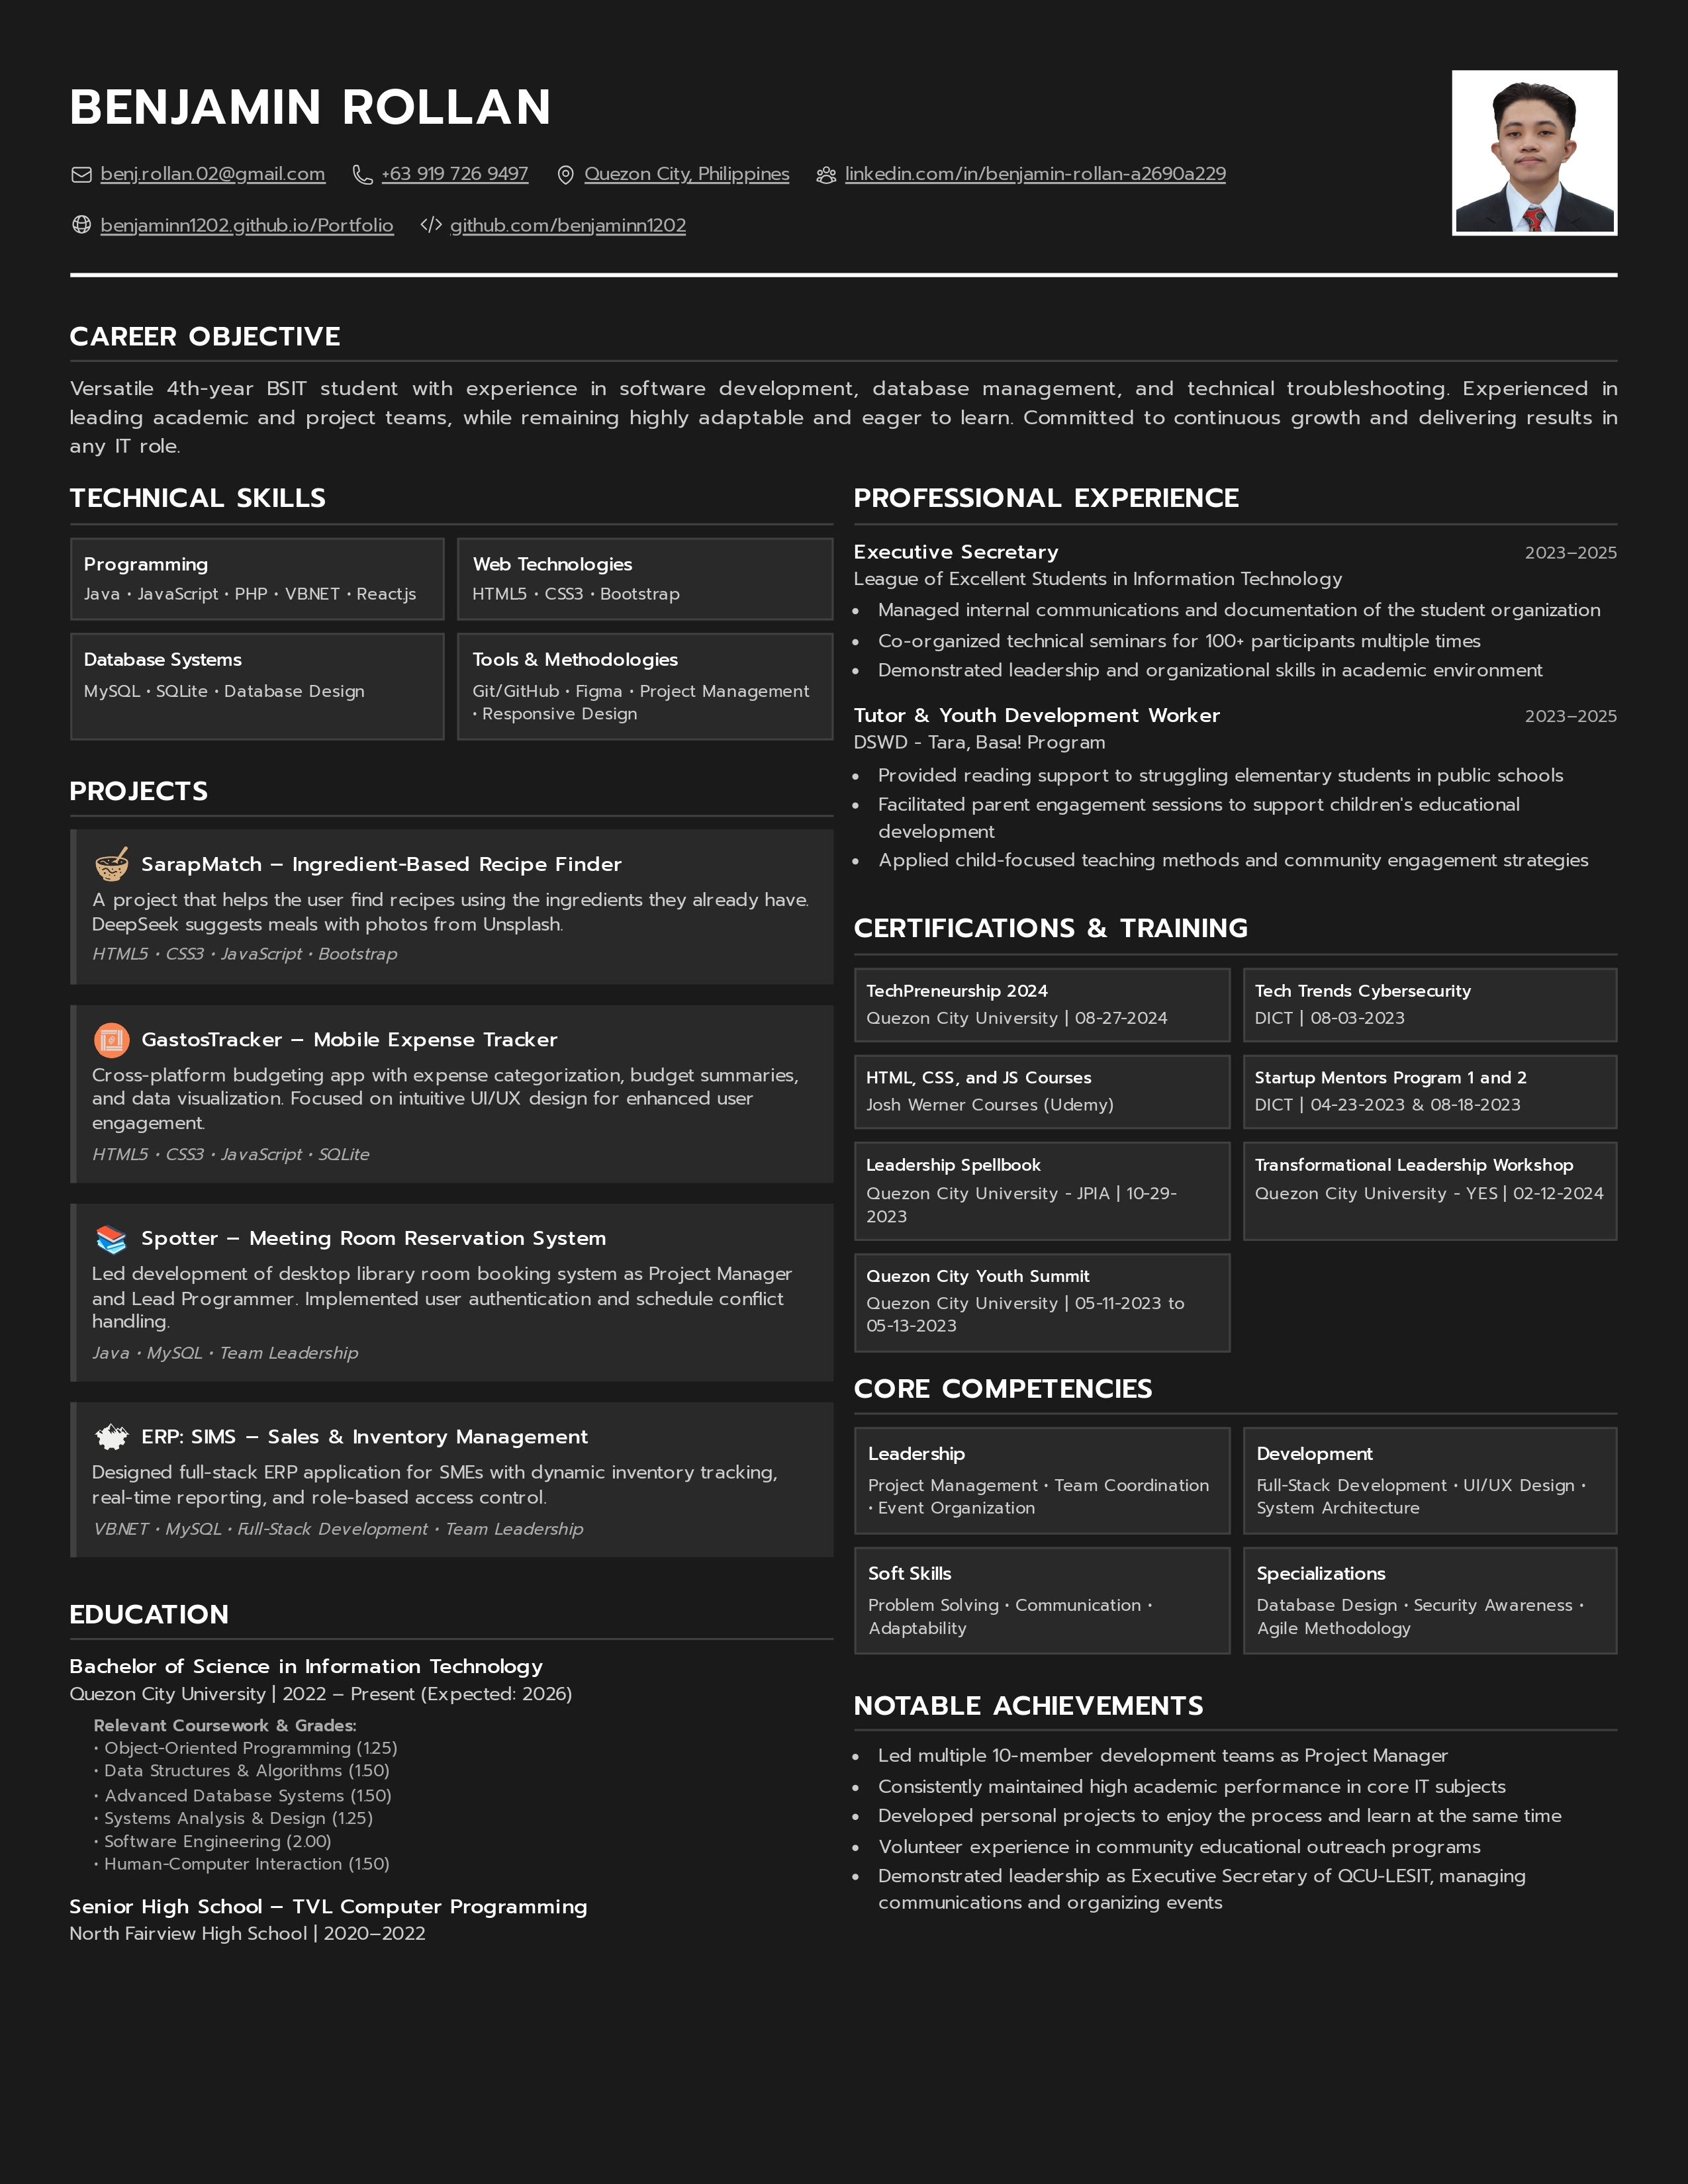 BENJAMIN ROLLAN
benj.rollan.02@gmail.com +63 919 726 9497 Quezon City, Philippines linkedin.com/in/benjamin-rollan-a2690a229
benjaminn1202.github.io/Portfolio github.com/benjaminn1202
CAREER OBJECTIVE
Versatile 4th-year BSIT student with experience in software development, database management, and technical troubleshooting. Experienced in
leading academic and project teams, while remaining highly adaptable and eager to learn. Committed to continuous growth and delivering results in
any IT role.
TECHNICAL SKILLS
Programming
Java • JavaScript • PHP • VB.NET • React.js
Web Technologies
HTML5 • CSS3 • Bootstrap
Database Systems
MySQL • SQLite • Database Design
Tools & Methodologies
Git/GitHub • Figma • Project Management
• Responsive Design
PROJECTS
SarapMatch – Ingredient-Based Recipe Finder
A project that helps the user find recipes using the ingredients they already have.
DeepSeek suggests meals with photos from Unsplash.
HTML5 • CSS3 • JavaScript • Bootstrap
GastosTracker – Mobile Expense Tracker
Cross-platform budgeting app with expense categorization, budget summaries,
and data visualization. Focused on intuitive UI/UX design for enhanced user
engagement.
HTML5 • CSS3 • JavaScript • SQLite
Spotter – Meeting Room Reservation System
Led development of desktop library room booking system as Project Manager
and Lead Programmer. Implemented user authentication and schedule conflict
handling.
Java • MySQL • Team Leadership
ERP: SIMS – Sales & Inventory Management
Designed full-stack ERP application for SMEs with dynamic inventory tracking,
real-time reporting, and role-based access control.
VB.NET • MySQL • Full-Stack Development • Team Leadership
EDUCATION
Bachelor of Science in Information Technology
Quezon City University | 2022 – Present (Expected: 2026)
Relevant Coursework & Grades:
• Object-Oriented Programming (1.25)
• Data Structures & Algorithms (1.50)
• Advanced Database Systems (1.50)
• Systems Analysis & Design (1.25)
• Software Engineering (2.00)
• Human-Computer Interaction (1.50)
Senior High School – TVL Computer Programming
North Fairview High School | 2020–2022
PROFESSIONAL EXPERIENCE
Executive Secretary 2023–2025
League of Excellent Students in Information Technology
• Managed internal communications and documentation of the student organization
• Co-organized technical seminars for 100+ participants multiple times
• Demonstrated leadership and organizational skills in academic environment
Tutor & Youth Development Worker 2023–2025
DSWD - Tara, Basa! Program
• Provided reading support to struggling elementary students in public schools
• Facilitated parent engagement sessions to support children's educational
development
• Applied child-focused teaching methods and community engagement strategies
CERTIFICATIONS & TRAINING
TechPreneurship 2024
Quezon City University | 08-27-2024
Tech Trends Cybersecurity
DICT | 08-03-2023
HTML, CSS, and JS Courses
Josh Werner Courses (Udemy)
Startup Mentors Program 1 and 2
DICT | 04-23-2023 & 08-18-2023
Leadership Spellbook
Quezon City University - JPIA | 10-29-
2023
Transformational Leadership Workshop
Quezon City University - YES | 02-12-2024
Quezon City Youth Summit
Quezon City University | 05-11-2023 to
05-13-2023
CORE COMPETENCIES
Leadership
Project Management • Team Coordination
• Event Organization
Development
Full-Stack Development • UI/UX Design •
System Architecture
Soft Skills
Problem Solving • Communication •
Adaptability
Specializations
Database Design • Security Awareness •
Agile Methodology
NOTABLE ACHIEVEMENTS
• Led multiple 10-member development teams as Project Manager
• Consistently maintained high academic performance in core IT subjects
• Developed personal projects to enjoy the process and learn at the same time
• Volunteer experience in community educational outreach programs
• Demonstrated leadership as Executive Secretary of QCU-LESIT, managing
communications and organizing events